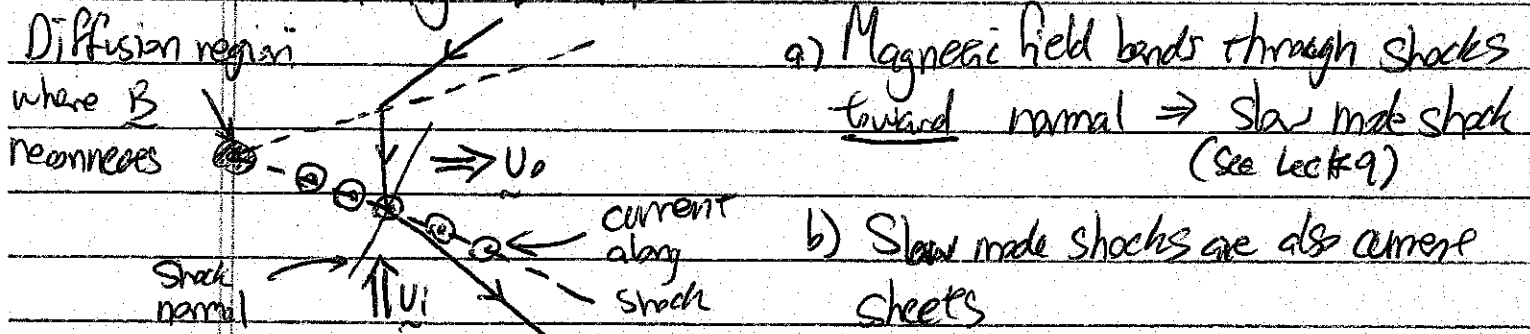 Diffusion region
where B
reconnects
⇒ U₀
current
along
shock
Shock
normal
⇑ Ui
a) Magnetic field bends through shocks
toward normal ⇒ slow mode shock
(see Lec#9)
b) Slow mode shocks are also current
sheets